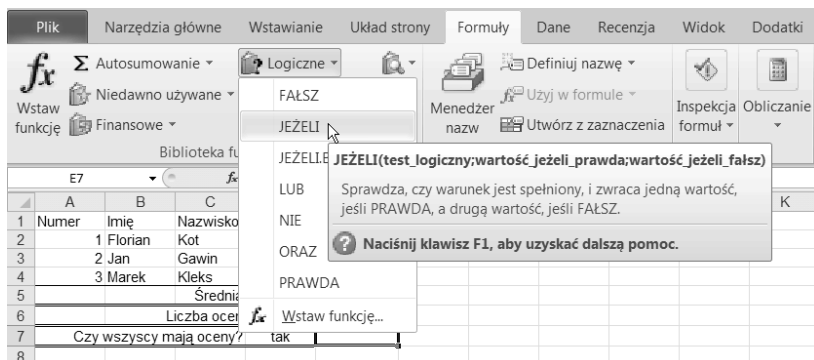 Plik Narzędzia główne Wstawianie Układ strony Formuły Dane Recenzja Widok Dodatki
fx Wstaw funkcję
Σ Autosumowanie
Niedawno używane
Finansowe
Logiczne
Menedżer nazw
Definiuj nazwę
Użyj w formule
Utwórz z zaznaczenia
Inspekcja formuł
Obliczanie
Biblioteka fu
FAŁSZ
JEŻELI
JEŻELI.B
LUB
NIE
ORAZ
PRAWDA
fx Wstaw funkcję...
JEŻELI(test_logiczny;wartość_jeżeli_prawda;wartość_jeżeli_fałsz)
Sprawdza, czy warunek jest spełniony, i zwraca jedną wartość,
jeśli PRAWDA, a drugą wartość, jeśli FAŁSZ.
Naciśnij klawisz F1, aby uzyskać dalszą pomoc.
E7
A B C K
1 Numer Imię Nazwisko
2 1 Florian Kot
3 2 Jan Gawin
4 3 Marek Kleks
5 Średnia
6 Liczba ocen
7 Czy wszyscy mają oceny? tak
8